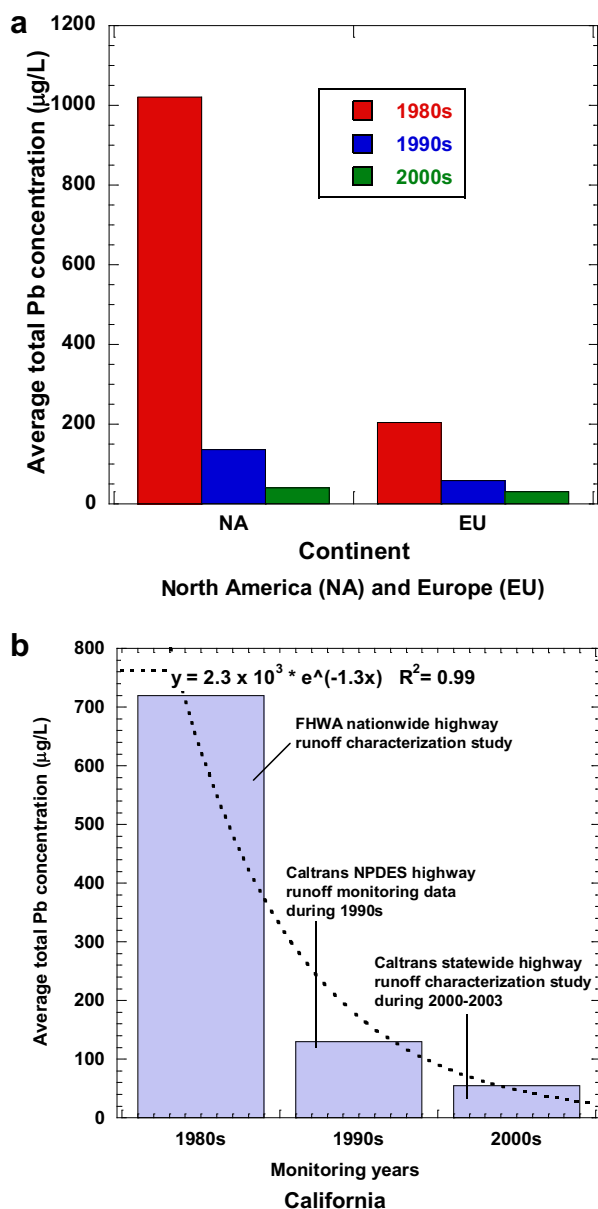 a
Average total Pb concentration (µg/L)
1200
1000
800
600
400
200
0
1980s
1990s
2000s
NA
EU
Continent
North America (NA) and Europe (EU)
b
Average total Pb concentration (µg/L)
800
700
600
500
400
300
200
100
0
y = 2.3 x 10³ * e^(-1.3x) R²= 0.99
FHWA nationwide highway
runoff characterization study
Caltrans NPDES highway
runoff monitoring data
during 1990s
Caltrans statewide highway
runoff characterization study
during 2000-2003
1980s
1990s
2000s
Monitoring years
California